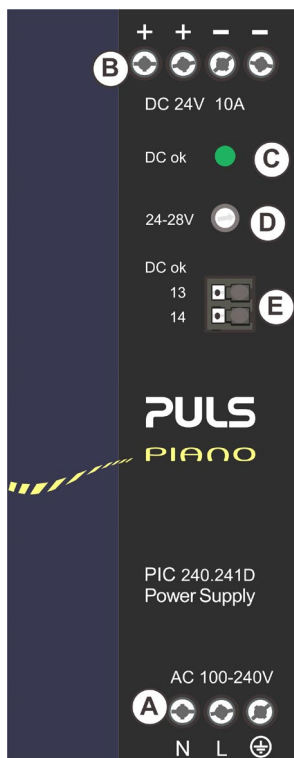 + + − −
B
DC 24V 10A
DC ok
C
24-28V
D
DC ok
13
14
E
PULS
PIANO
PIC 240.241D
Power Supply
AC 100-240V
A
N L